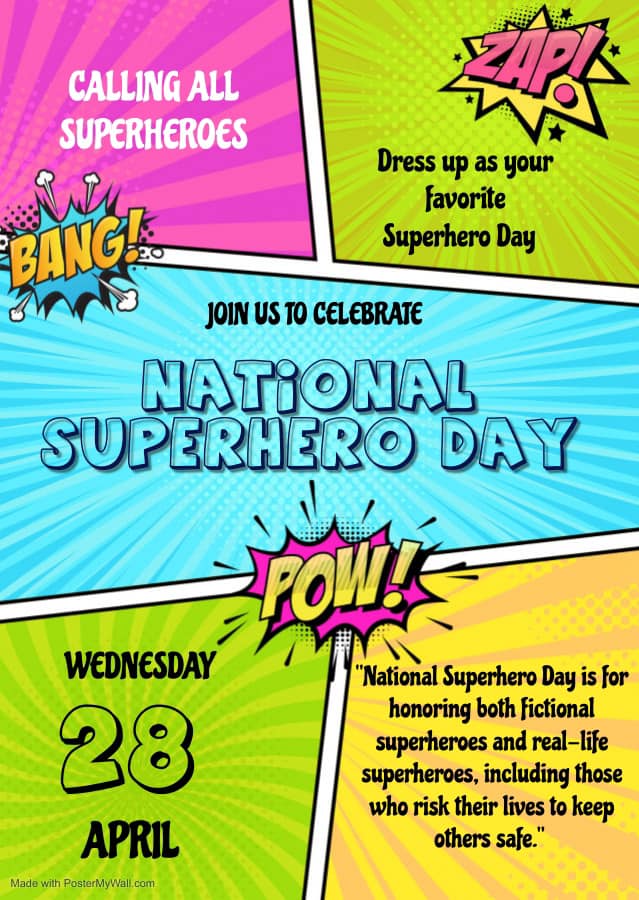 CALLING ALL
SUPERHEROES
ZAP!
Dress up as your
favorite
Superhero Day
BANG!
JOIN US TO CELEBRATE
NATiONAL
SUPERHERO DAY
POW!
WEDNESDAY
28
APRIL
"National Superhero Day is for
honoring both fictional
superheroes and real-life
superheroes, including those
who risk their lives to keep
others safe."
Made with PosterMyWall.com